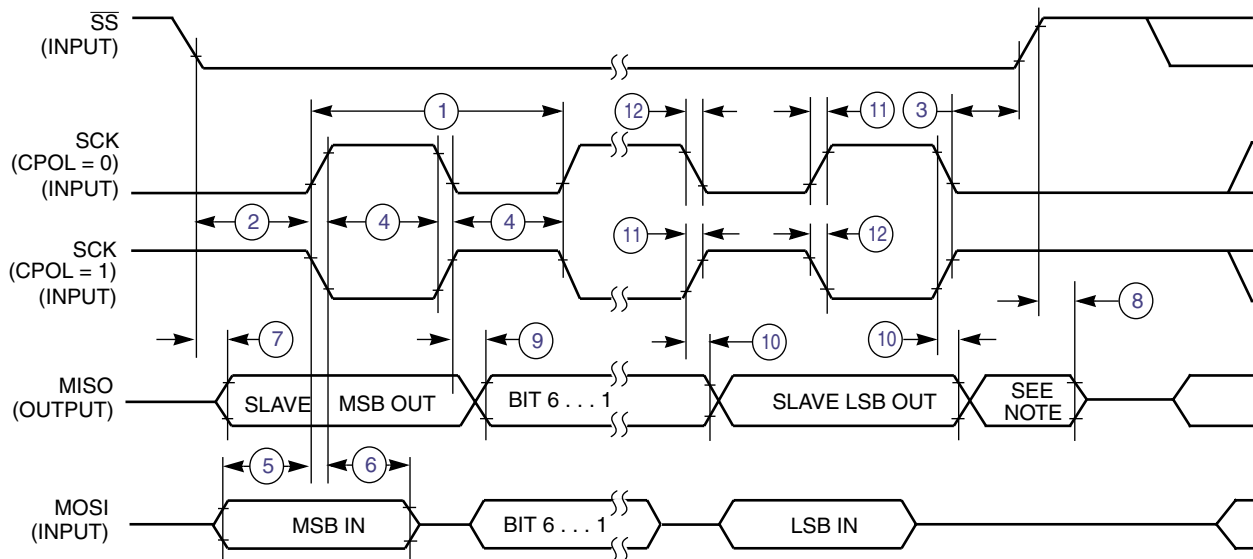 SS
(INPUT)
1
12
11
3
SCK
(CPOL = 0)
(INPUT)
2
4
4
SCK
(CPOL = 1)
(INPUT)
11
12
8
7
9
10
10
MISO
(OUTPUT)
SLAVE MSB OUT
BIT 6 . . . 1
SLAVE LSB OUT
SEE
NOTE
5
6
MOSI
(INPUT)
MSB IN
BIT 6 . . . 1
LSB IN